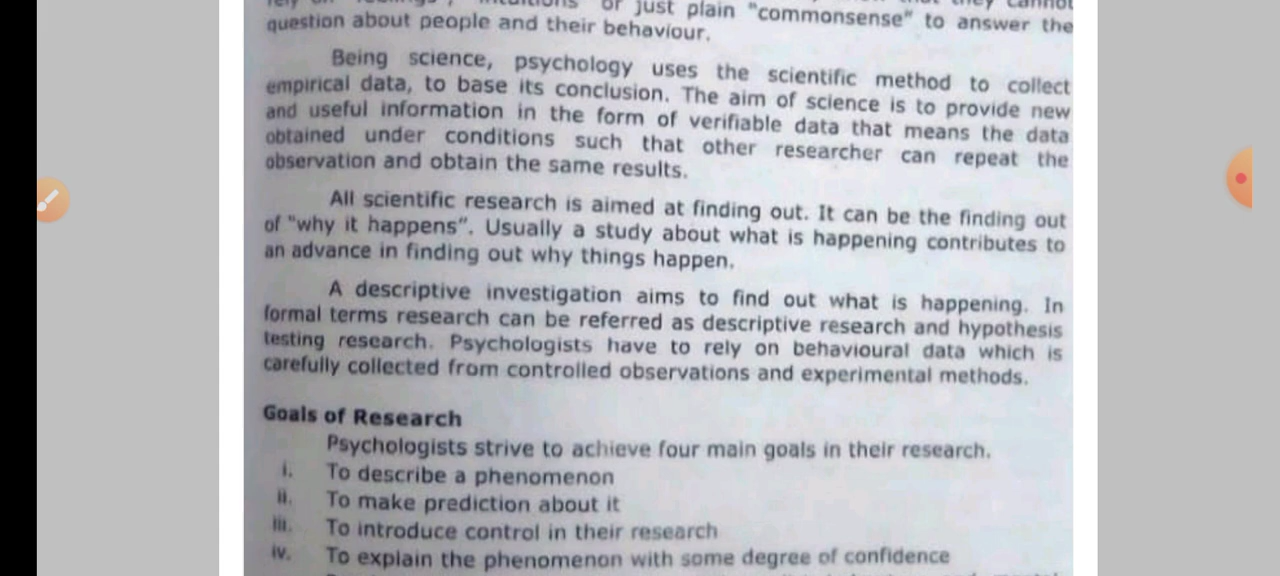 "commonsense" to answer the
question about people and their behaviour.
Being science, psychology uses the scientific method to collect
empirical data, to base its conclusion. The aim of science is to provide new
and useful information in the form of verifiable data that means the data
obtained under conditions such that other researcher can repeat the
observation and obtain the same results.
All scientific research is aimed at finding out. It can be the finding out
of "why it happens". Usually a study about what is happening contributes to
an advance in finding out why things happen.
A descriptive investigation aims to find out what is happening. In
formal terms research can be referred as descriptive research and hypothesis
testing research. Psychologists have to rely on behavioural data which is
carefully collected from controlled observations and experimental methods.
Goals of Research
Psychologists strive to achieve four main goals in their research.
i. To describe a phenomenon
ii. To make prediction about it
iii. To introduce control in their research
iv. To explain the phenomenon with some degree of confidence